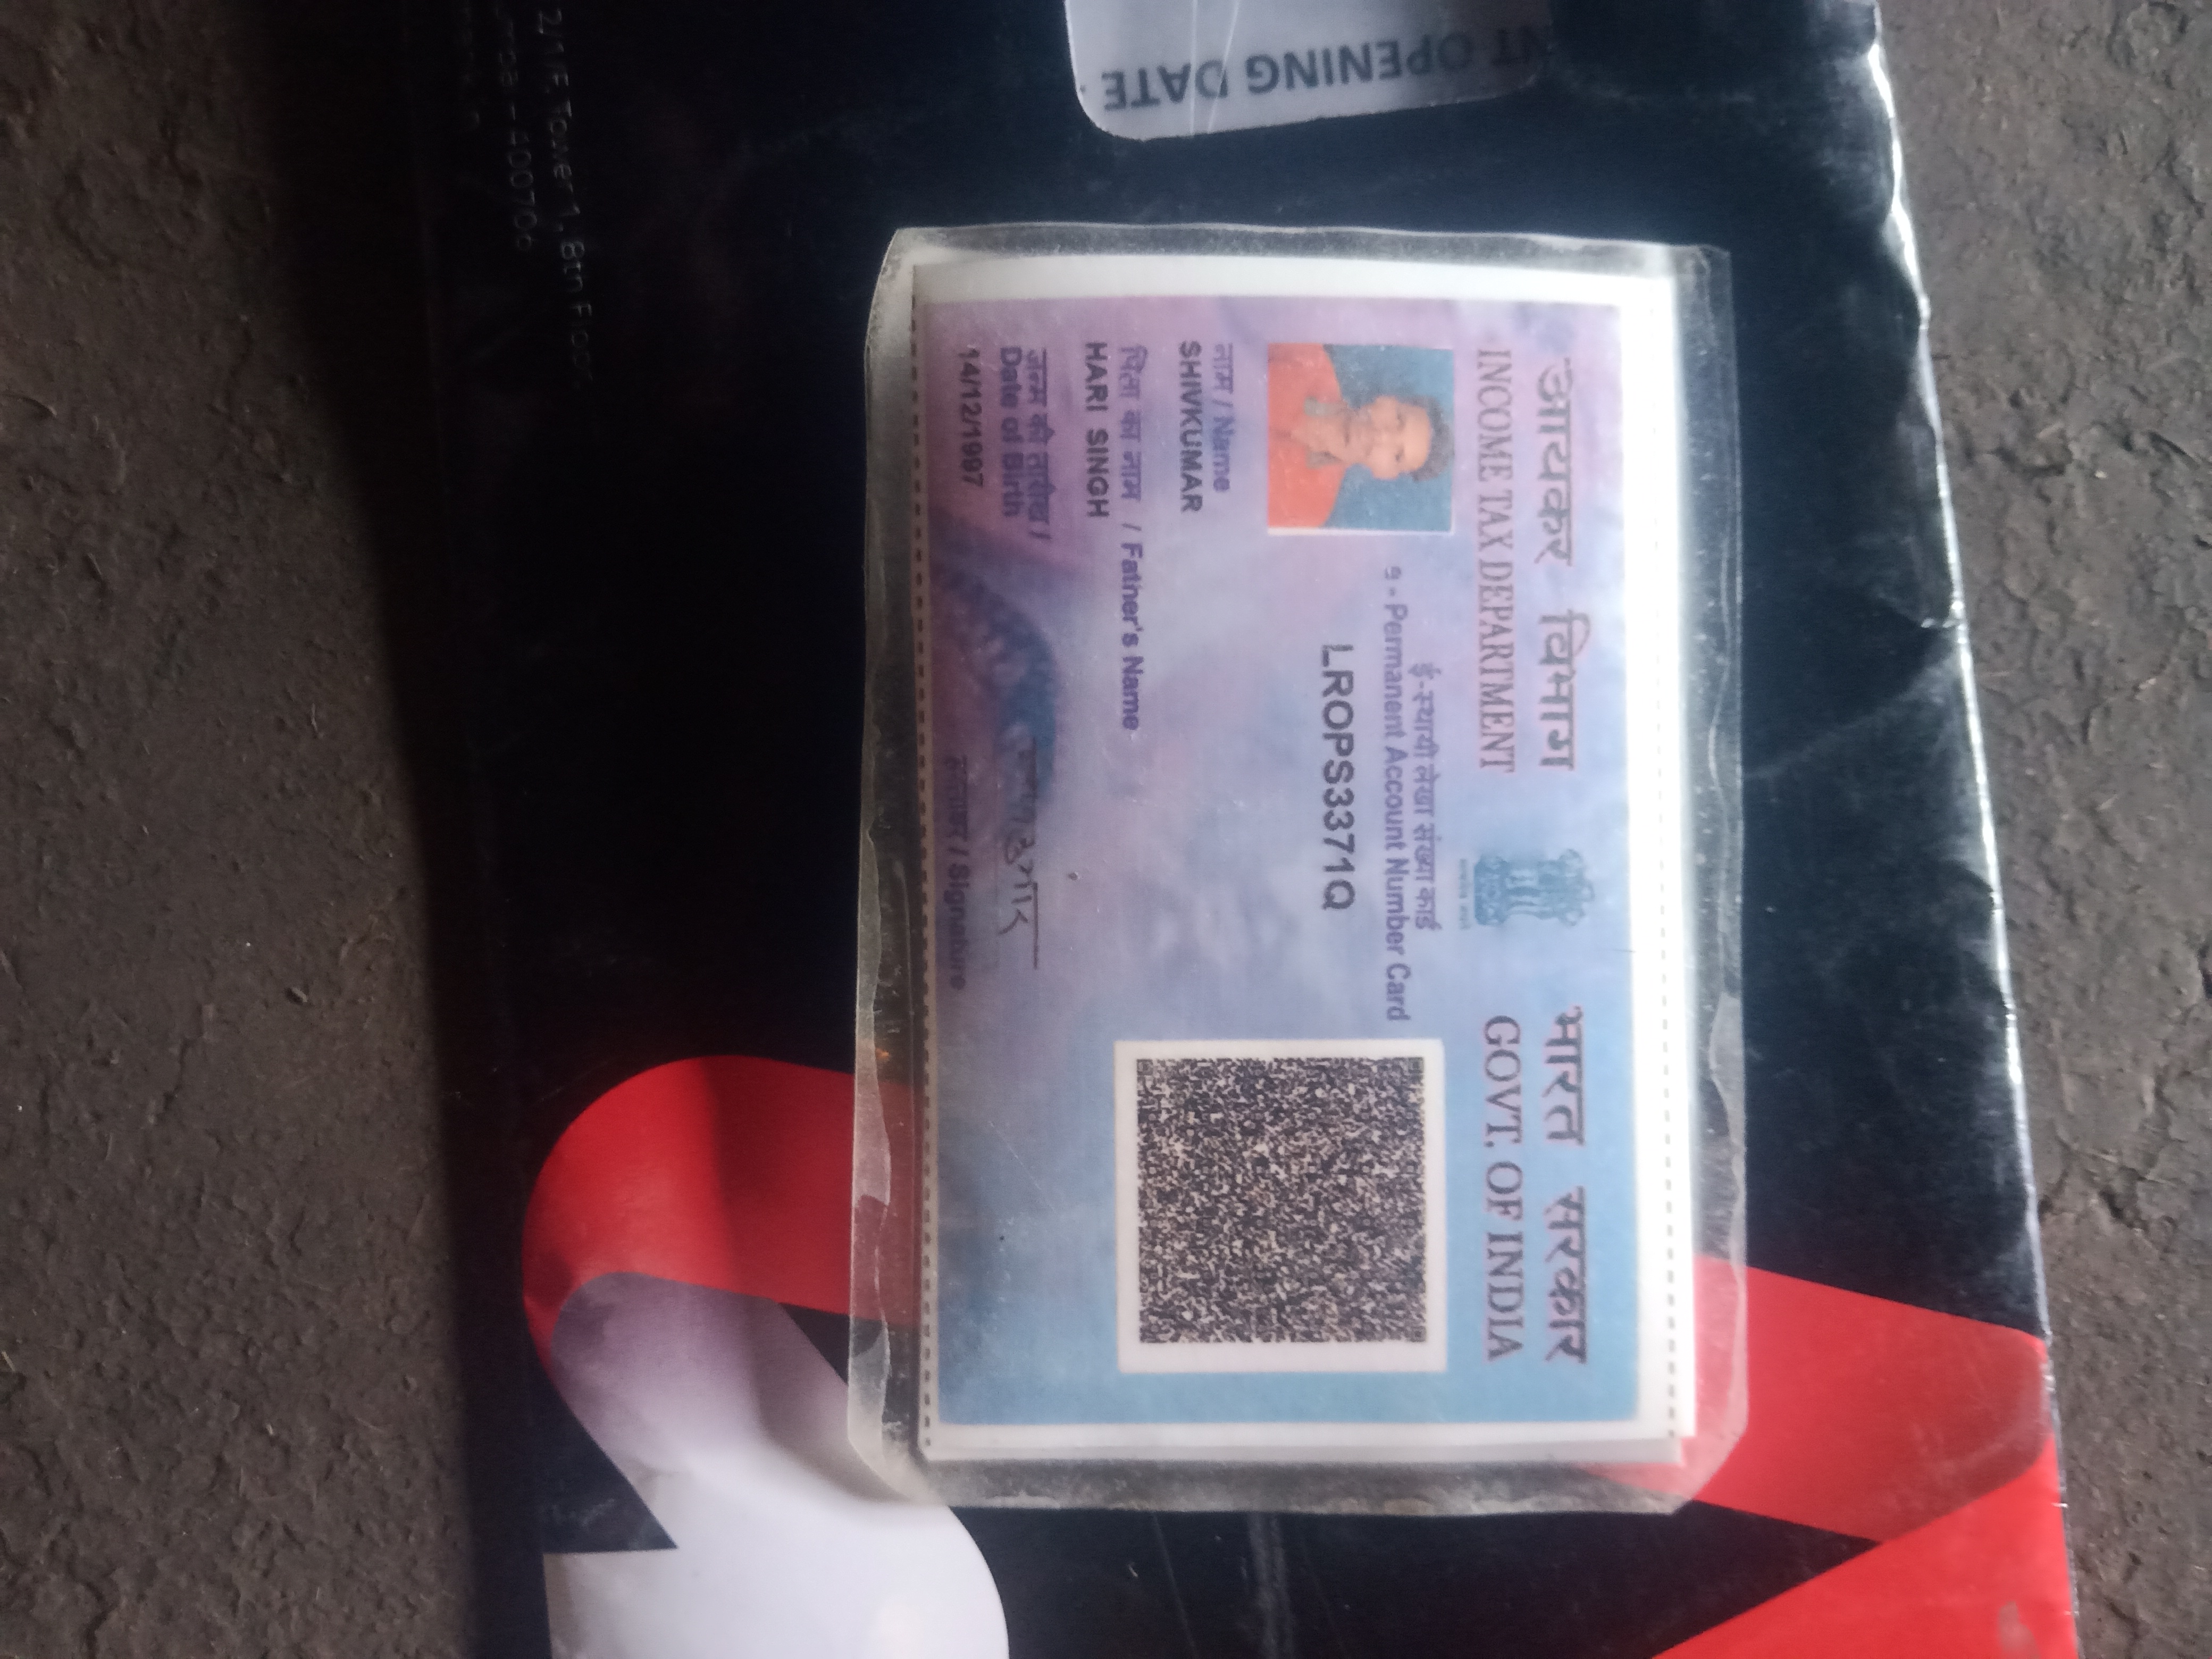 आयकर विभाग
INCOME TAX DEPARTMENT
भारत सरकार
GOVT. OF INDIA
ई-स्थायी लेखा संख्या कार्ड
- Permanent Account Number Card
LROPS3371Q
नाम / Name
SHIVKUMAR
पिता का नाम / Father's Name
HARI SINGH
जन्म की तारीख /
Date of Birth
14/12/1997
हस्ताक्षर / Signature
NT OPENING DATE
Tower 1, 8th Floor,